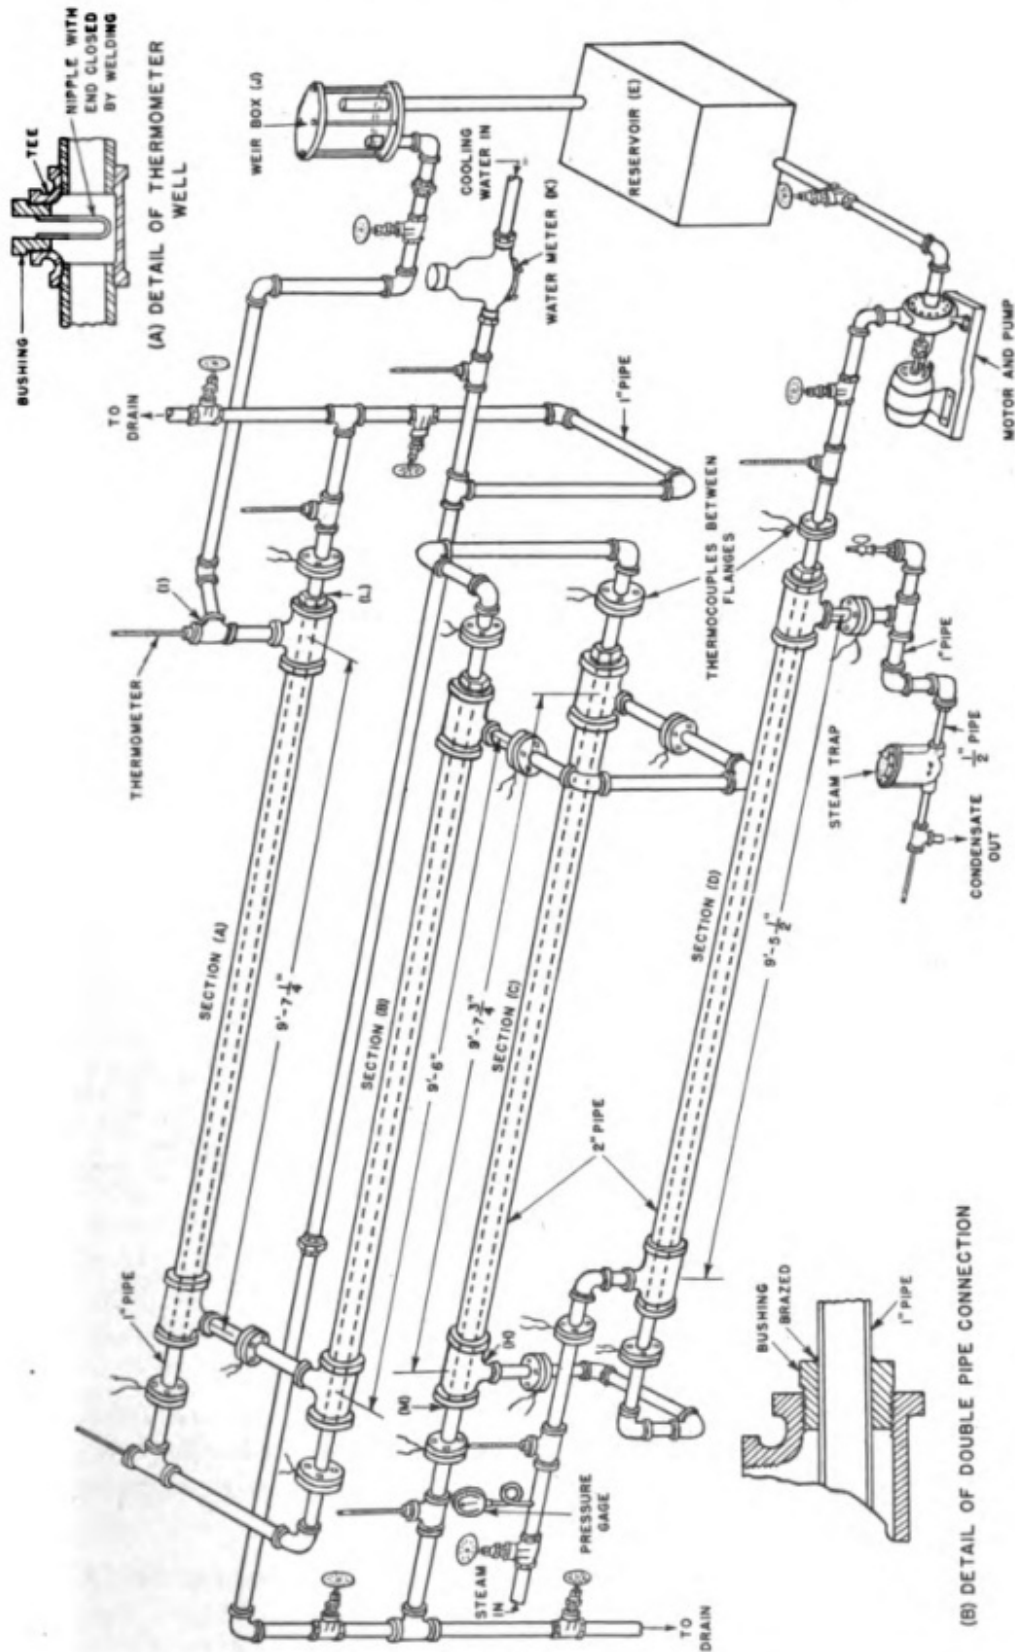 BUSHING
TEE
NIPPLE WITH
END CLOSED
BY WELDING
(A) DETAIL OF THERMOMETER
WELL
TO
DRAIN
WEIR BOX (J)
COOLING
WATER IN
WATER METER (K)
RESERVOIR (E)
1" PIPE
MOTOR AND PUMP
THERMOMETER
(I)
(L)
THERMOCOUPLES BETWEEN
FLANGES
SECTION (A)
9'-7 1/4"
SECTION (B)
9'-6"
9'-7 3/4"
SECTION (C)
SECTION (D)
9'-5 1/2"
2" PIPE
1" PIPE
1" PIPE
1/2" PIPE
STEAM TRAP
CONDENSATE
OUT
(M)
(H)
STEAM
IN
PRESSURE
GAGE
TO
DRAIN
BUSHING
BRAZED
1" PIPE
(B) DETAIL OF DOUBLE PIPE CONNECTION